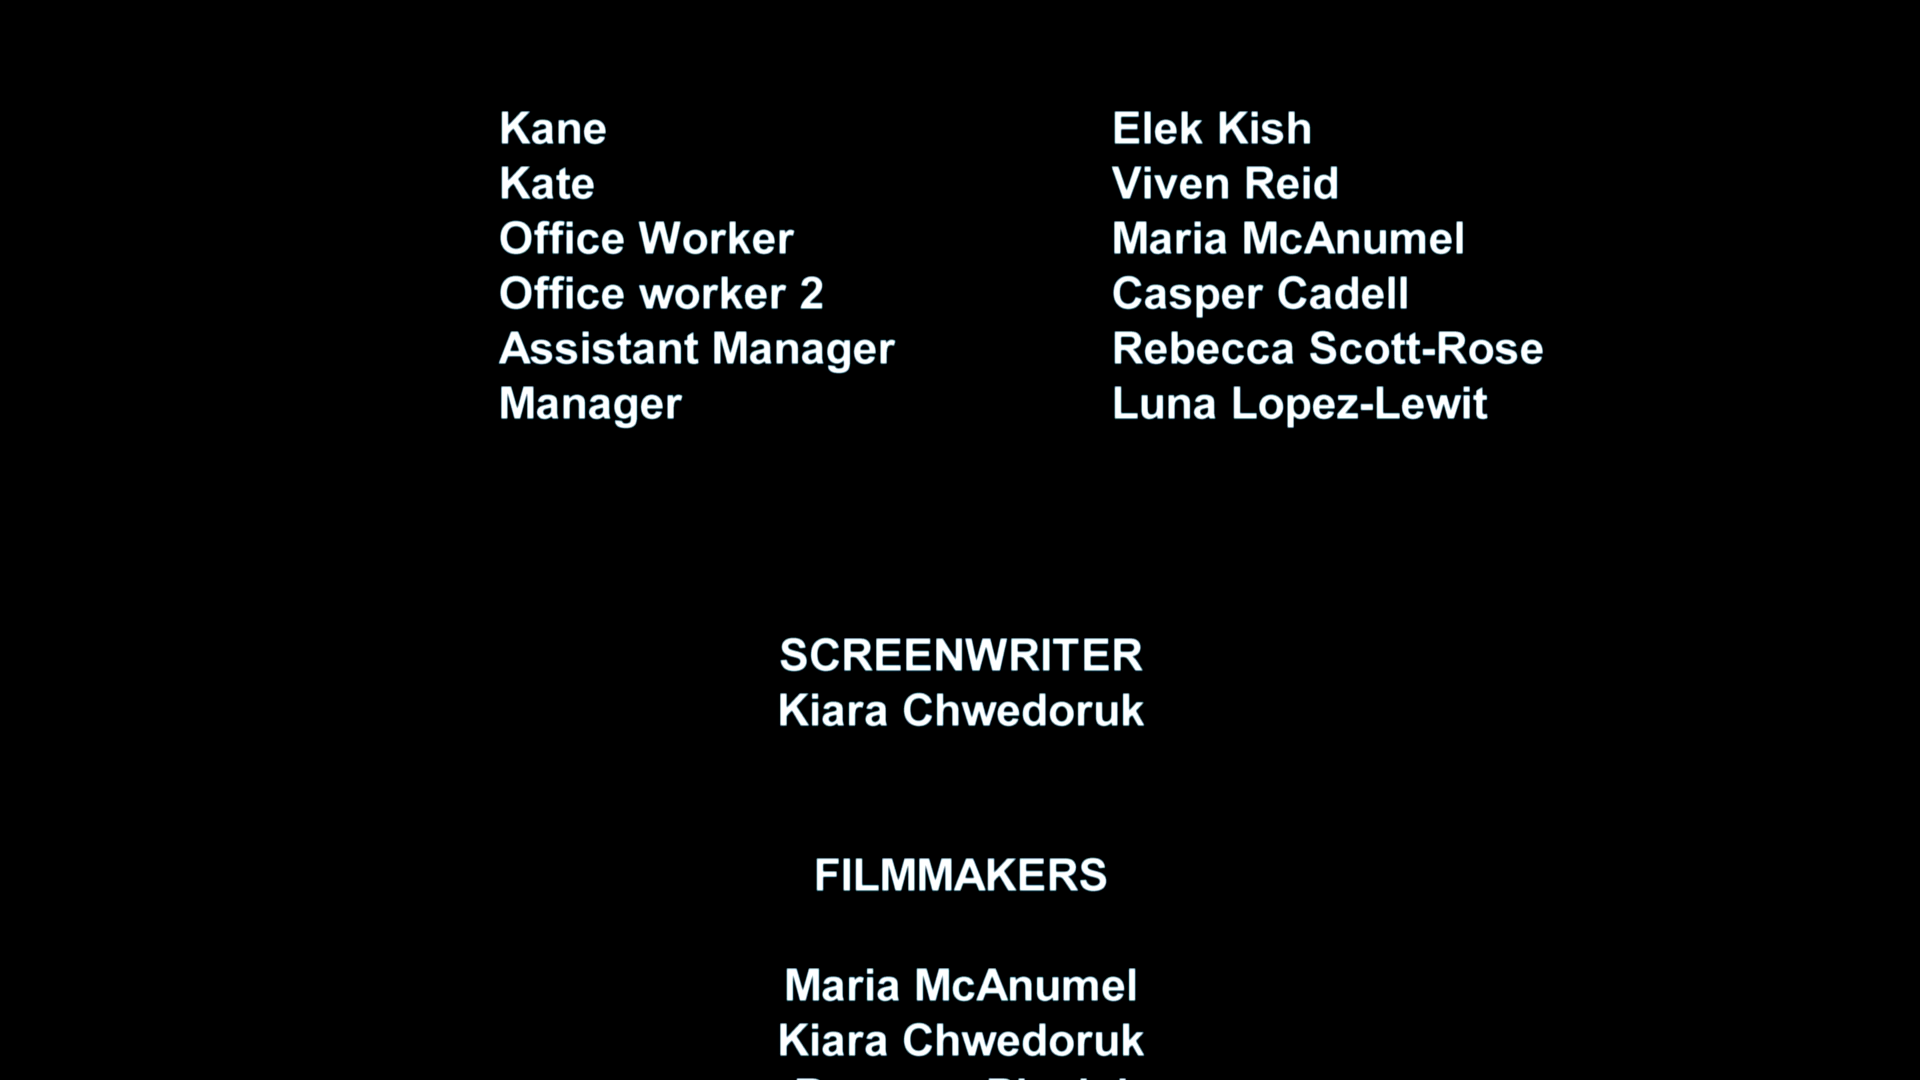 Kane Elek Kish
Kate Viven Reid
Office Worker Maria McAnumel
Office worker 2 Casper Cadell
Assistant Manager Rebecca Scott-Rose
Manager Luna Lopez-Lewit
SCREENWRITER
Kiara Chwedoruk
FILMMAKERS
Maria McAnumel
Kiara Chwedoruk